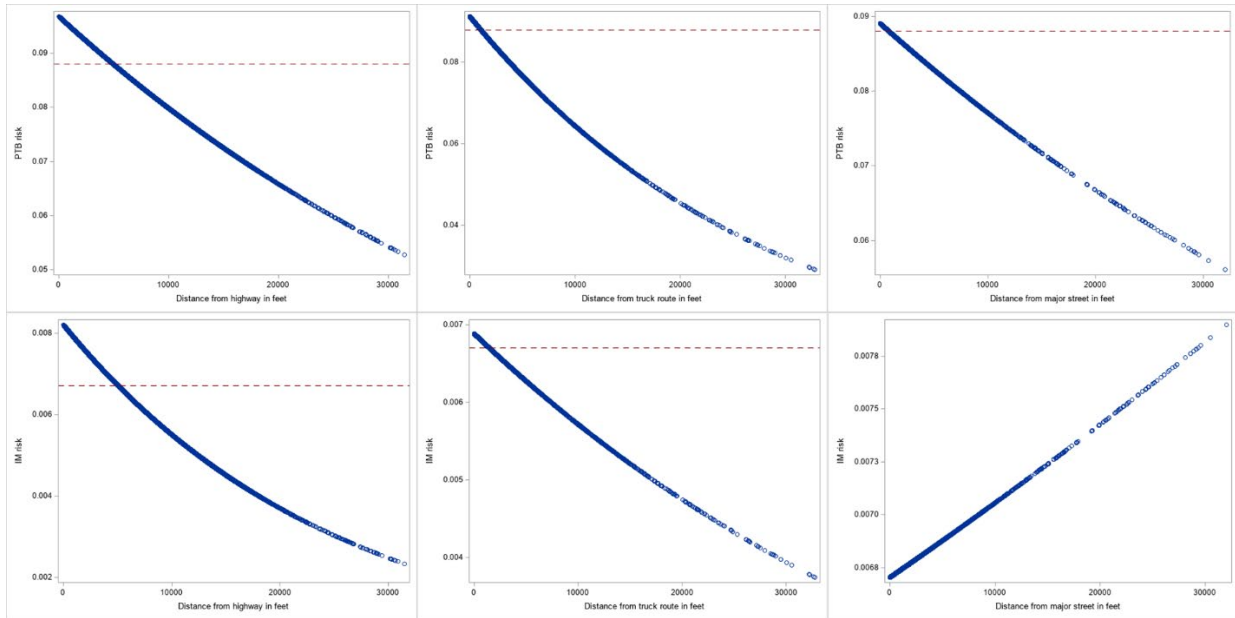 PTB risk
0.09
0.08
0.07
0.06
0.05
0 10000 20000 30000
Distance from highway in feet
PTB risk
0.08
0.06
0.04
0 10000 20000 30000
Distance from truck route in feet
PTB risk
0.09
0.08
0.07
0.06
0 10000 20000 30000
Distance from major street in feet
IM risk
0.008
0.006
0.004
0.002
0 10000 20000 30000
Distance from highway in feet
IM risk
0.007
0.006
0.005
0.004
0 10000 20000 30000
Distance from truck route in feet
IM risk
0.0078
0.0075
0.0073
0.0070
0.0068
0 10000 20000 30000
Distance from major street in feet